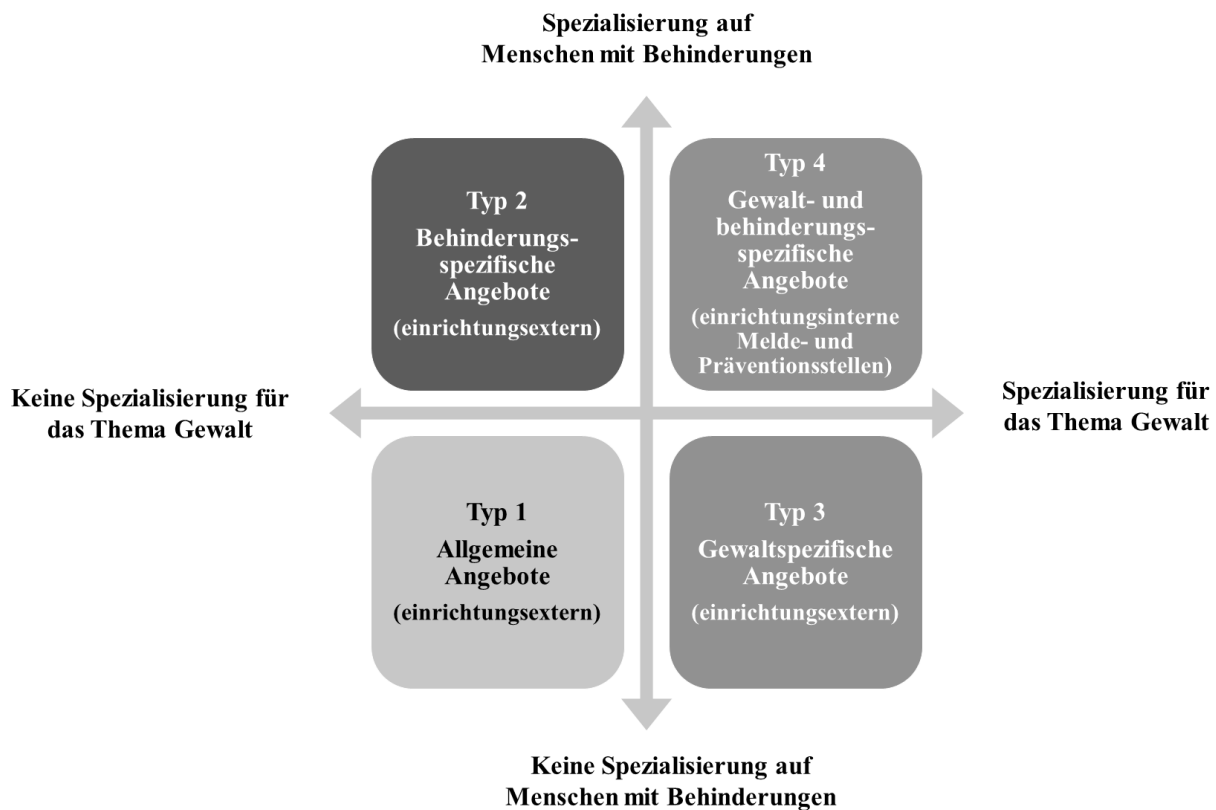 Spezialisierung auf
Menschen mit Behinderungen
Typ 2
Behinderungs-
spezifische
Angebote
(einrichtungsextern)
Typ 4
Gewalt- und
behinderungs-
spezifische
Angebote
(einrichtungsinterne
Melde- und
Präventionsstellen)
Keine Spezialisierung für
das Thema Gewalt
Spezialisierung für
das Thema Gewalt
Typ 1
Allgemeine
Angebote
(einrichtungsextern)
Typ 3
Gewaltspezifische
Angebote
(einrichtungsextern)
Keine Spezialisierung auf
Menschen mit Behinderungen